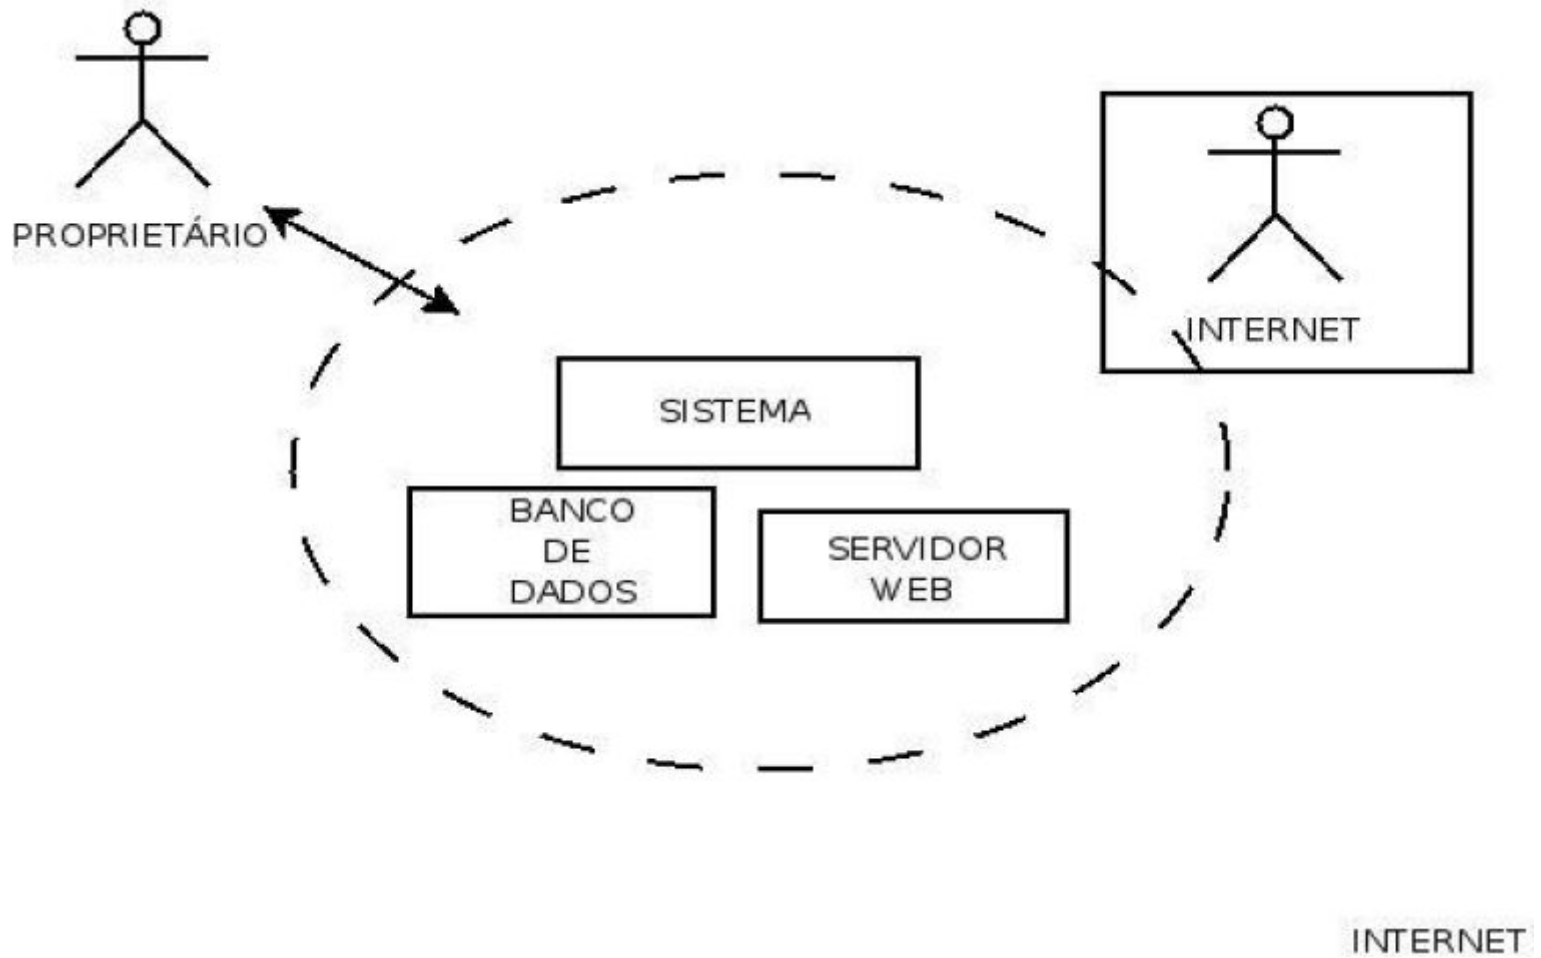 PROPRIETÁRIO
INTERNET
SISTEMA
BANCO
DE
DADOS
SERVIDOR
WEB
INTERNET